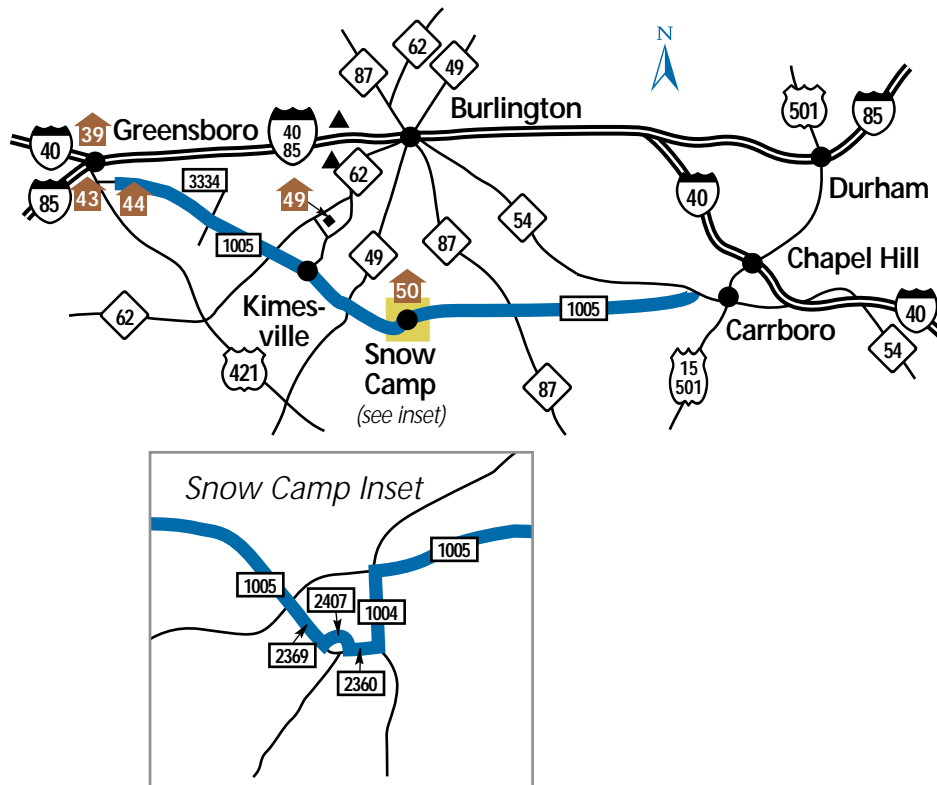 62
87
49
N
Burlington
501
85
39
Greensboro
40
85
40
Durham
43
44
85
3334
49
62
40
1005
54
49
87
Chapel Hill
50
Kimes-
ville
1005
Carrboro
40
62
421
Snow
Camp
(see inset)
87
15
501
54
Snow Camp Inset
1005
1005
2407
1004
2369
2360